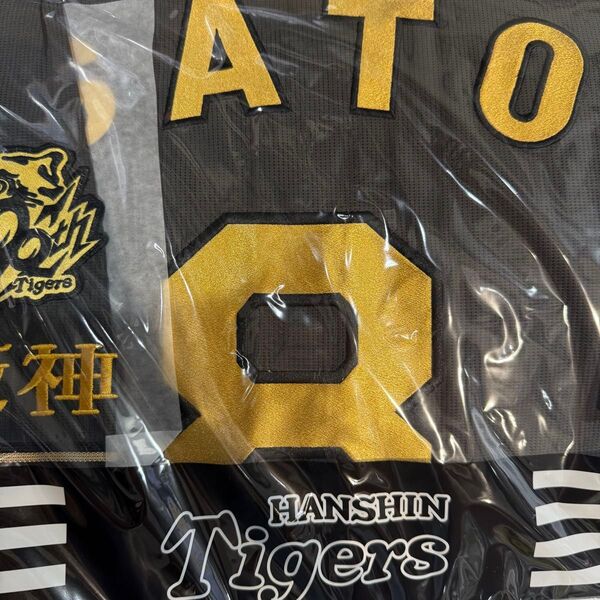 ATO
8
Tigers
神
HANSHIN
Tigers